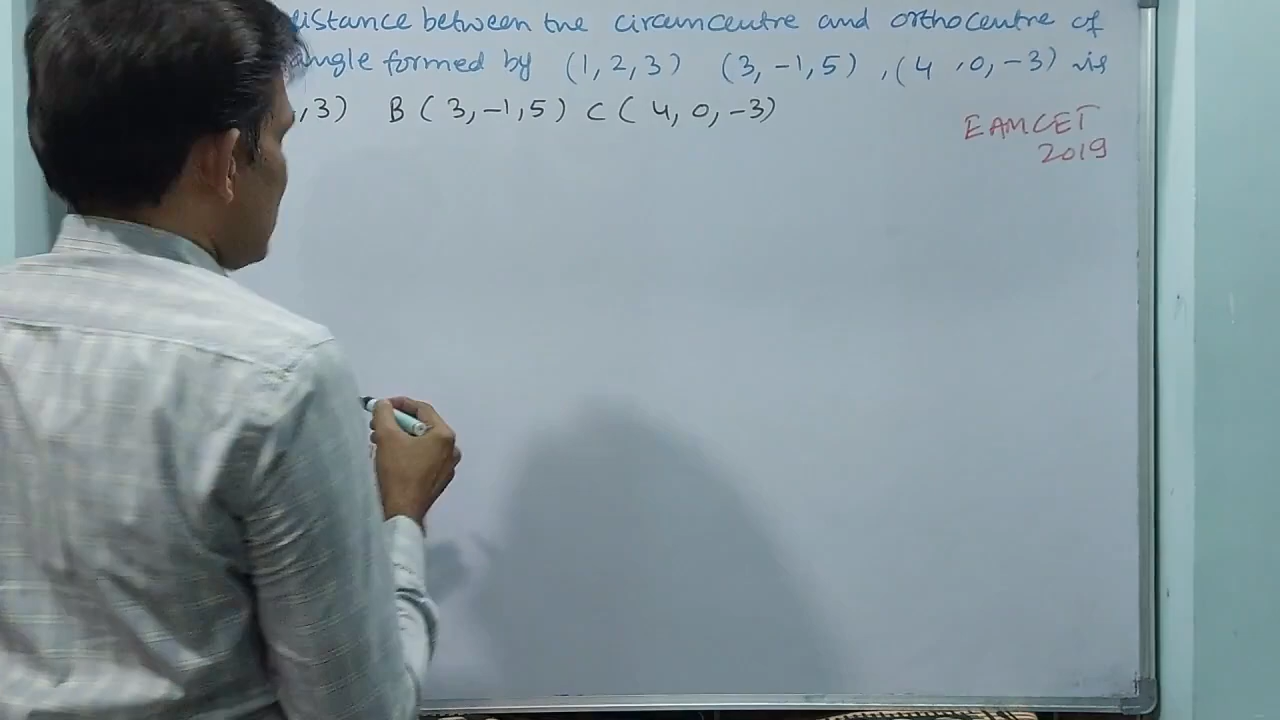 distance between the circumcentre and orthocentre of
angle formed by (1, 2, 3) (3, -1, 5) , (4 , 0, -3) is
, 3) B ( 3, -1, 5) C ( 4, 0, -3)
EAMCET
2019